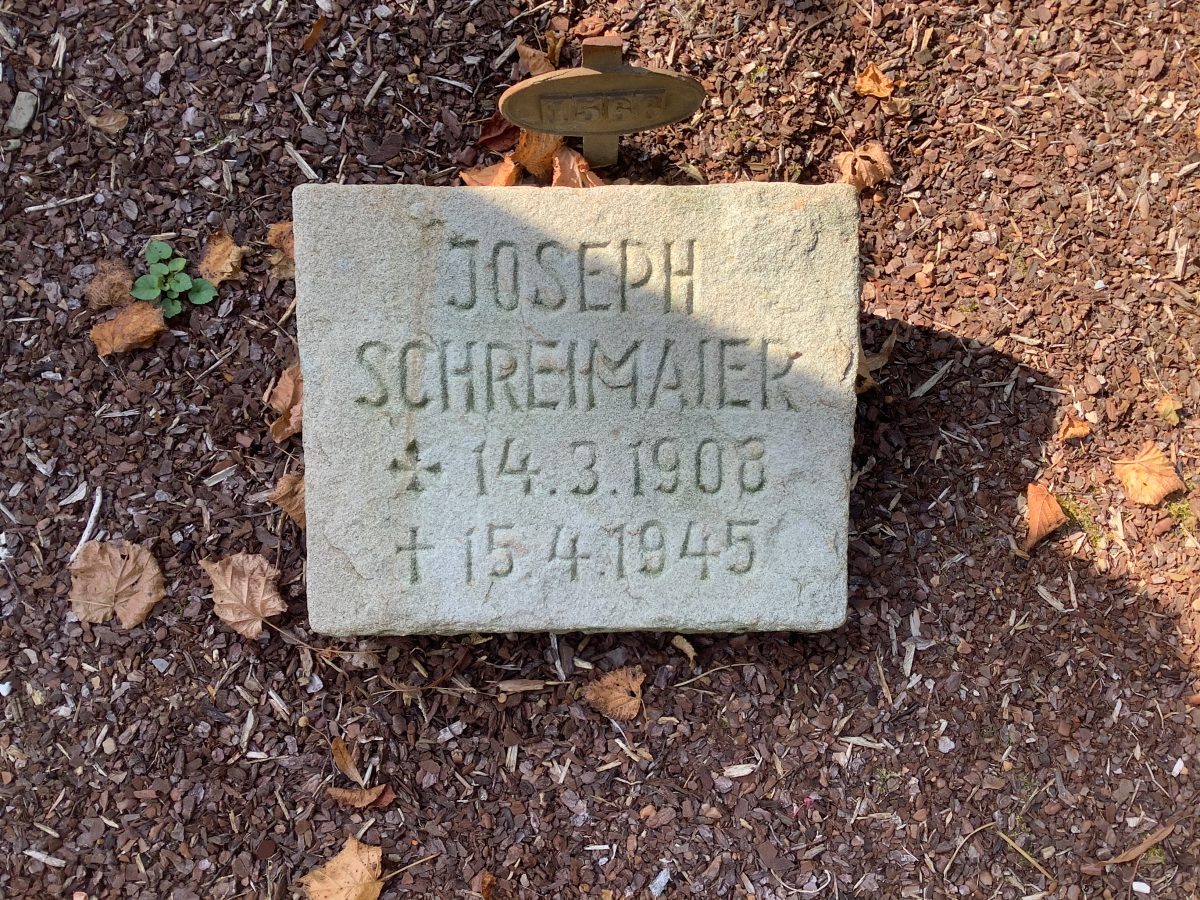 JOSEPH
SCHREIMAIER
✠ 14.3.1908
† 15.4.1945